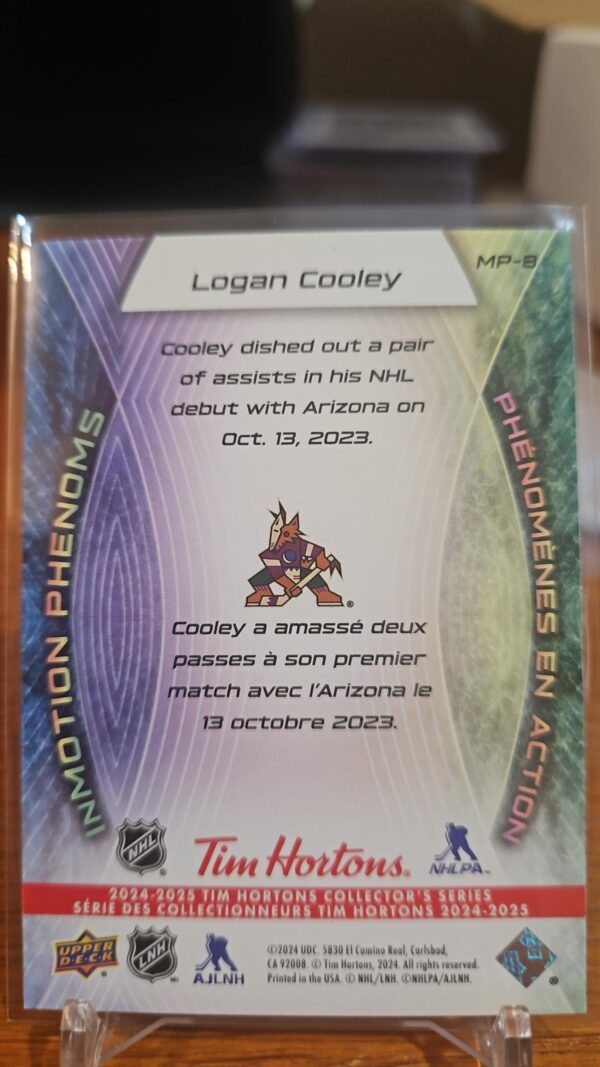 Logan Cooley
MP-8
Cooley dished out a pair
of assists in his NHL
debut with Arizona on
Oct. 13, 2023.
INMOTION PHENOMS
PHÉNOMÈNES EN ACTION
Cooley a amassé deux
passes à son premier
match avec l'Arizona le
13 octobre 2023.
NHL
Tim Hortons.
NHLPA
2024-2025 TIM HORTONS COLLECTOR'S SERIES
SÉRIE DES COLLECTIONNEURS TIM HORTONS 2024-2025
UPPER
DECK
LNH
AJLNH
©2024 UDC. 5830 El Camino Real, Carlsbad,
CA 92008. © Tim Hortons, 2024. All rights reserved.
Printed in the USA. © NHL/LNH. ©NHLPA/AJLNH.